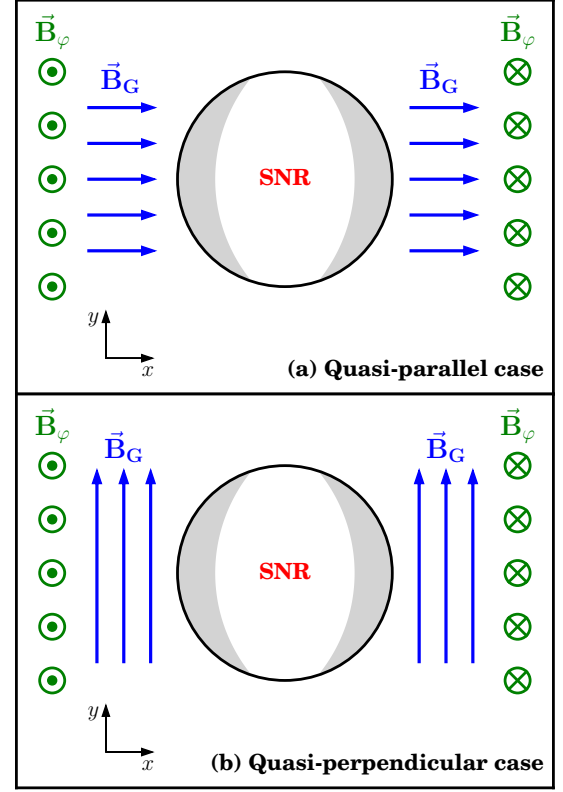 B⃗φ B⃗φ
B⃗G B⃗G
SNR
y
x
(a) Quasi-parallel case
B⃗φ B⃗φ
B⃗G B⃗G
SNR
y
x
(b) Quasi-perpendicular case